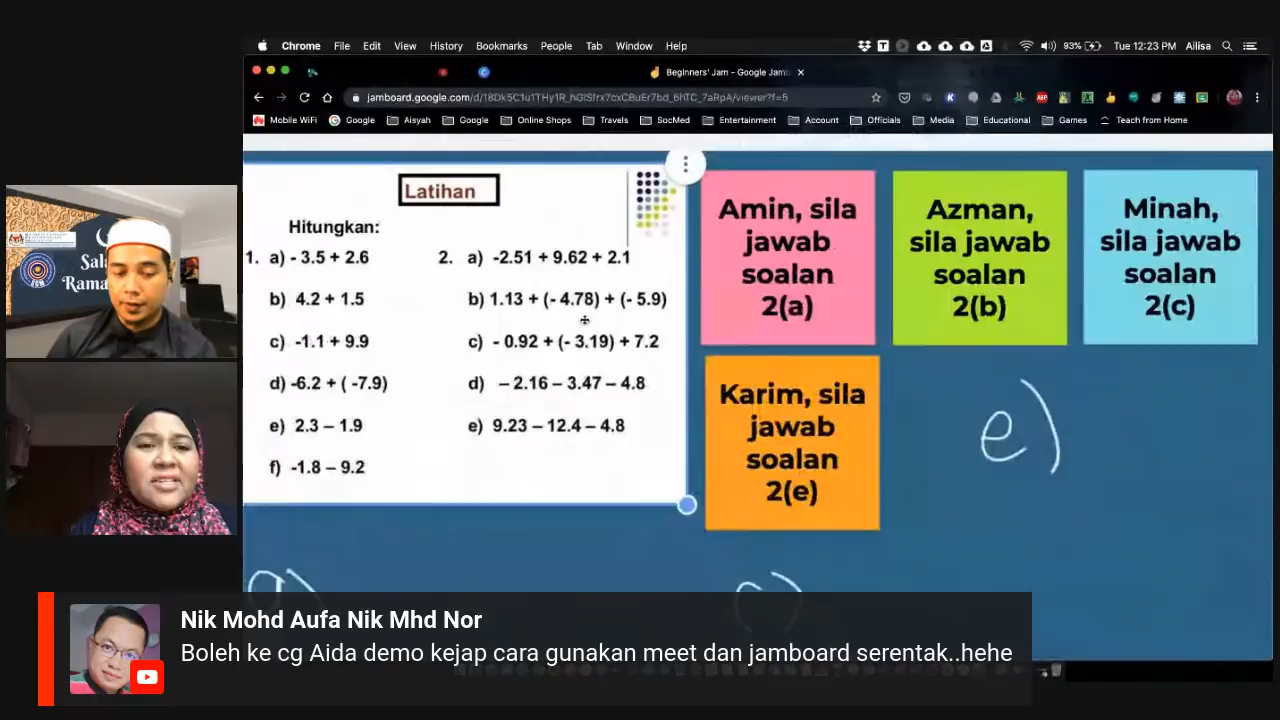 Chrome File Edit View History Bookmarks People Tab Window Help
93% Tue 12:23 PM Ailisa
Beginners' Jam - Google Jamb
Mobile WiFi Google Aisyah Google Online Shops Travels SocMed Entertainment Account Officials Media Educational Games Teach from Home
Latihan
Hitungkan:
1. a) - 3.5 + 2.6
b) 4.2 + 1.5
c) -1.1 + 9.9
d) -6.2 + ( -7.9)
e) 2.3 – 1.9
f) -1.8 – 9.2
2. a) -2.51 + 9.62 + 2.1
b) 1.13 + (- 4.78) + (- 5.9)
c) - 0.92 + (- 3.19) + 7.2
d) – 2.16 – 3.47 – 4.8
e) 9.23 – 12.4 – 4.8
Amin, sila
jawab
soalan
2(a)
Azman,
sila jawab
soalan
2(b)
Minah,
sila jawab
soalan
2(c)
Karim, sila
jawab
soalan
2(e)
e)
a)
c)
Nik Mohd Aufa Nik Mhd Nor
Boleh ke cg Aida demo kejap cara gunakan meet dan jamboard serentak..hehe